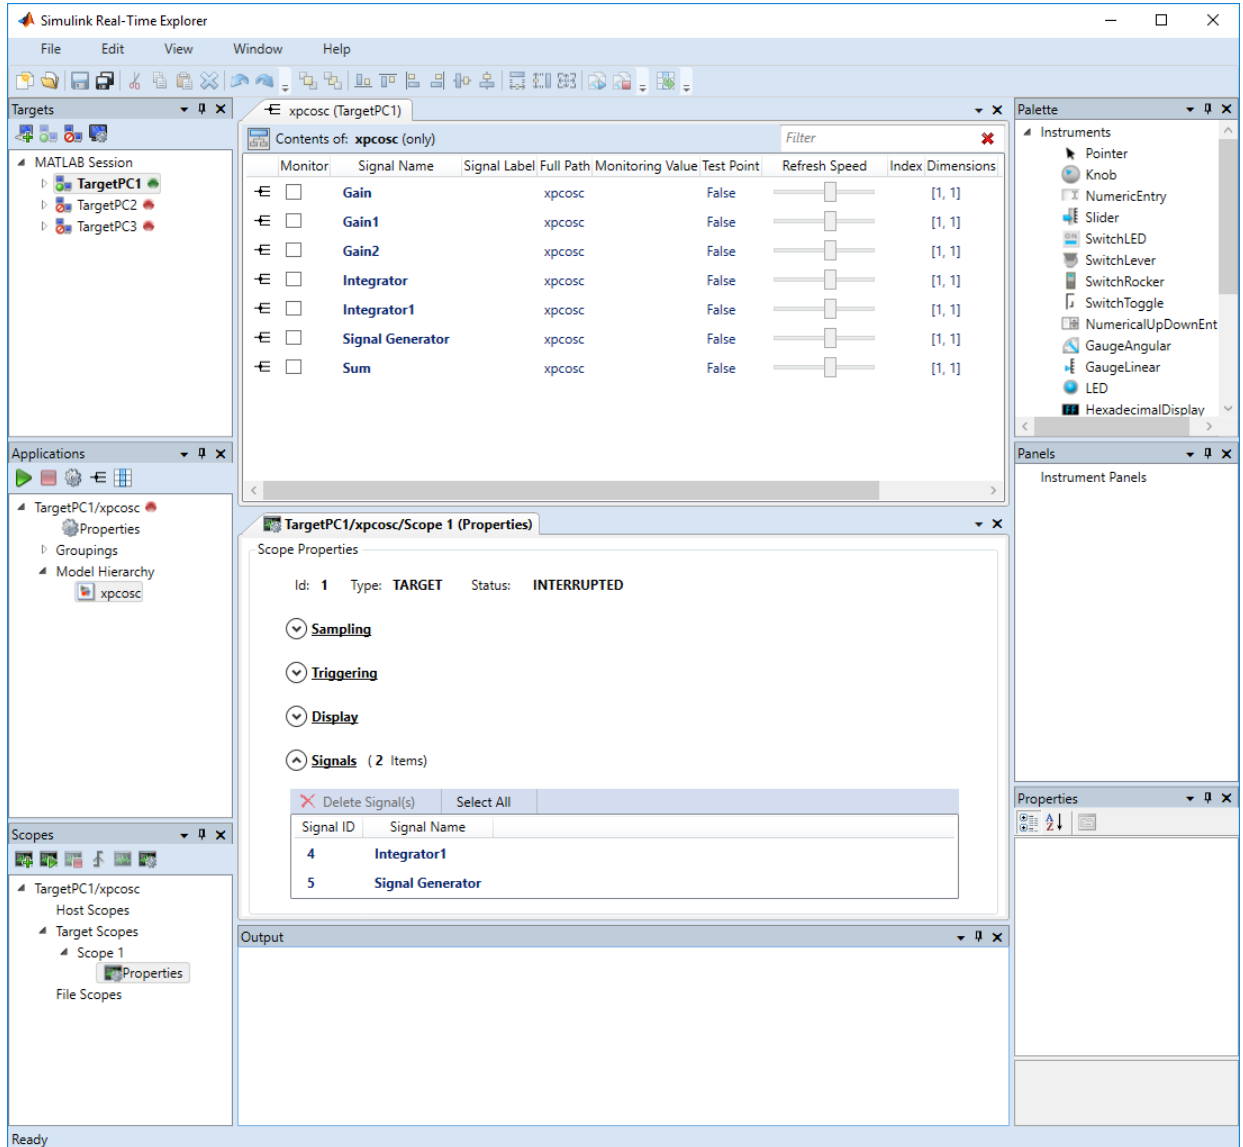 Simulink Real-Time Explorer
File Edit View Window Help
Targets
MATLAB Session
TargetPC1
TargetPC2
TargetPC3
Applications
TargetPC1/xpcosc
Properties
Groupings
Model Hierarchy
xpcosc
Scopes
TargetPC1/xpcosc
Host Scopes
Target Scopes
Scope 1
Properties
File Scopes
xpcosc (TargetPC1)
Contents of: xpcosc (only) Filter
Monitor Signal Name Signal Label Full Path Monitoring Value Test Point Refresh Speed Index Dimensions
Gain xpcosc False [1, 1]
Gain1 xpcosc False [1, 1]
Gain2 xpcosc False [1, 1]
Integrator xpcosc False [1, 1]
Integrator1 xpcosc False [1, 1]
Signal Generator xpcosc False [1, 1]
Sum xpcosc False [1, 1]
TargetPC1/xpcosc/Scope 1 (Properties)
Scope Properties
Id: 1 Type: TARGET Status: INTERRUPTED
Sampling
Triggering
Display
Signals ( 2 Items)
Delete Signal(s) Select All
Signal ID Signal Name
4 Integrator1
5 Signal Generator
Output
Palette
Instruments
Pointer
Knob
NumericEntry
Slider
SwitchLED
SwitchLever
SwitchRocker
SwitchToggle
NumericalUpDownEnt
GaugeAngular
GaugeLinear
LED
HexadecimalDisplay
Panels
Instrument Panels
Properties
Ready